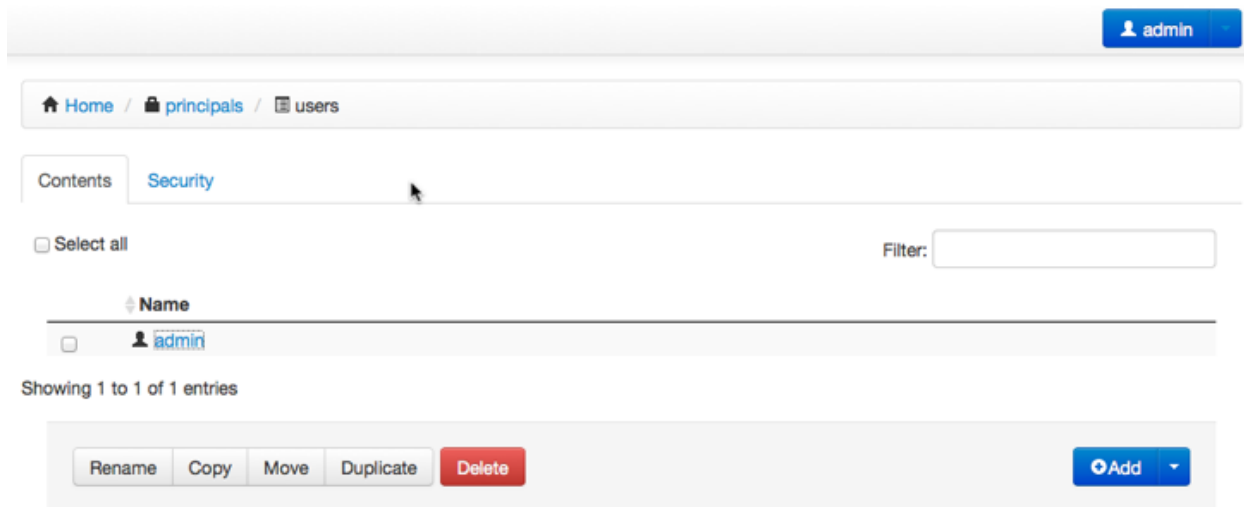 admin
Home / principals / users
Contents Security
Select all Filter:
Name
admin
Showing 1 to 1 of 1 entries
Rename Copy Move Duplicate Delete Add